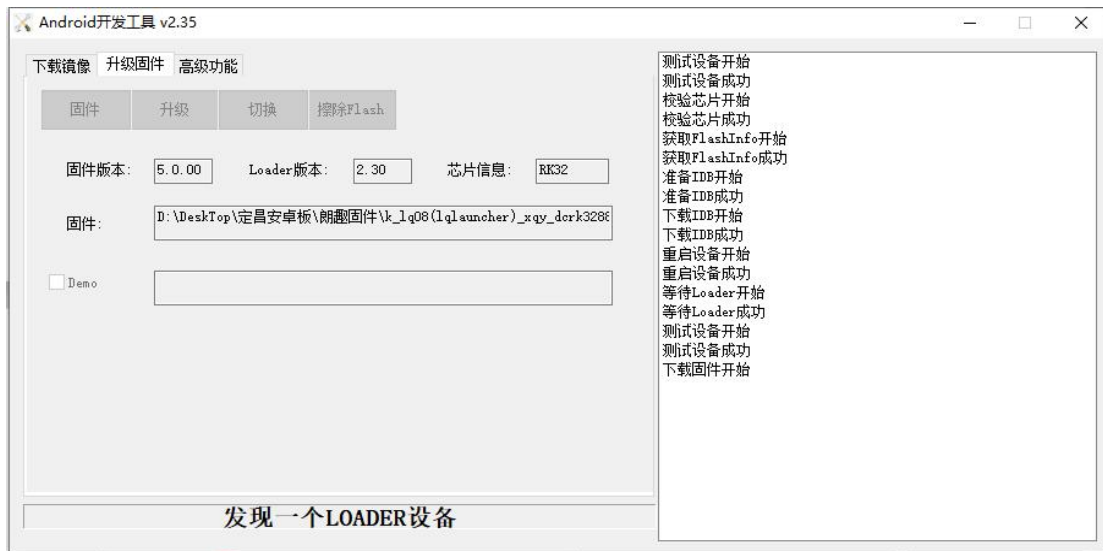 Android开发工具 v2.35
下载镜像 升级固件 高级功能
固件 升级 切换 擦除Flash
固件版本: 5.0.00 Loader版本: 2.30 芯片信息: RK32
固件: D:\DeskTop\定昌安卓板\朗趣固件\k_lq08(lqlauncher)_xqy_dcrk3288
Demo
发现一个LOADER设备
测试设备开始
测试设备成功
校验芯片开始
校验芯片成功
获取FlashInfo开始
获取FlashInfo成功
准备IDB开始
准备IDB成功
下载IDB开始
下载IDB成功
重启设备开始
重启设备成功
等待Loader开始
等待Loader成功
测试设备开始
测试设备成功
下载固件开始